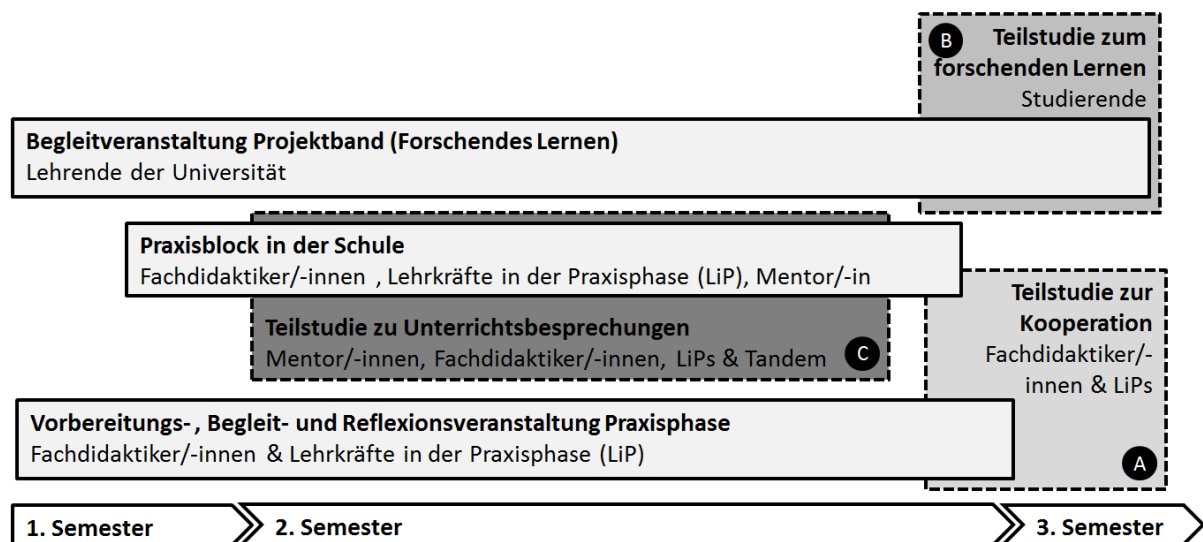 B
Teilstudie zum
forschenden Lernen
Studierende
Begleitveranstaltung Projektband (Forschendes Lernen)
Lehrende der Universität
Praxisblock in der Schule
Fachdidaktiker/-innen , Lehrkräfte in der Praxisphase (LiP), Mentor/-in
Teilstudie zu Unterrichtsbesprechungen
Mentor/-innen, Fachdidaktiker/-innen, LiPs & Tandem
C
Teilstudie zur
Kooperation
Fachdidaktiker/-
innen & LiPs
A
Vorbereitungs- , Begleit- und Reflexionsveranstaltung Praxisphase
Fachdidaktiker/-innen & Lehrkräfte in der Praxisphase (LiP)
1. Semester
2. Semester
3. Semester